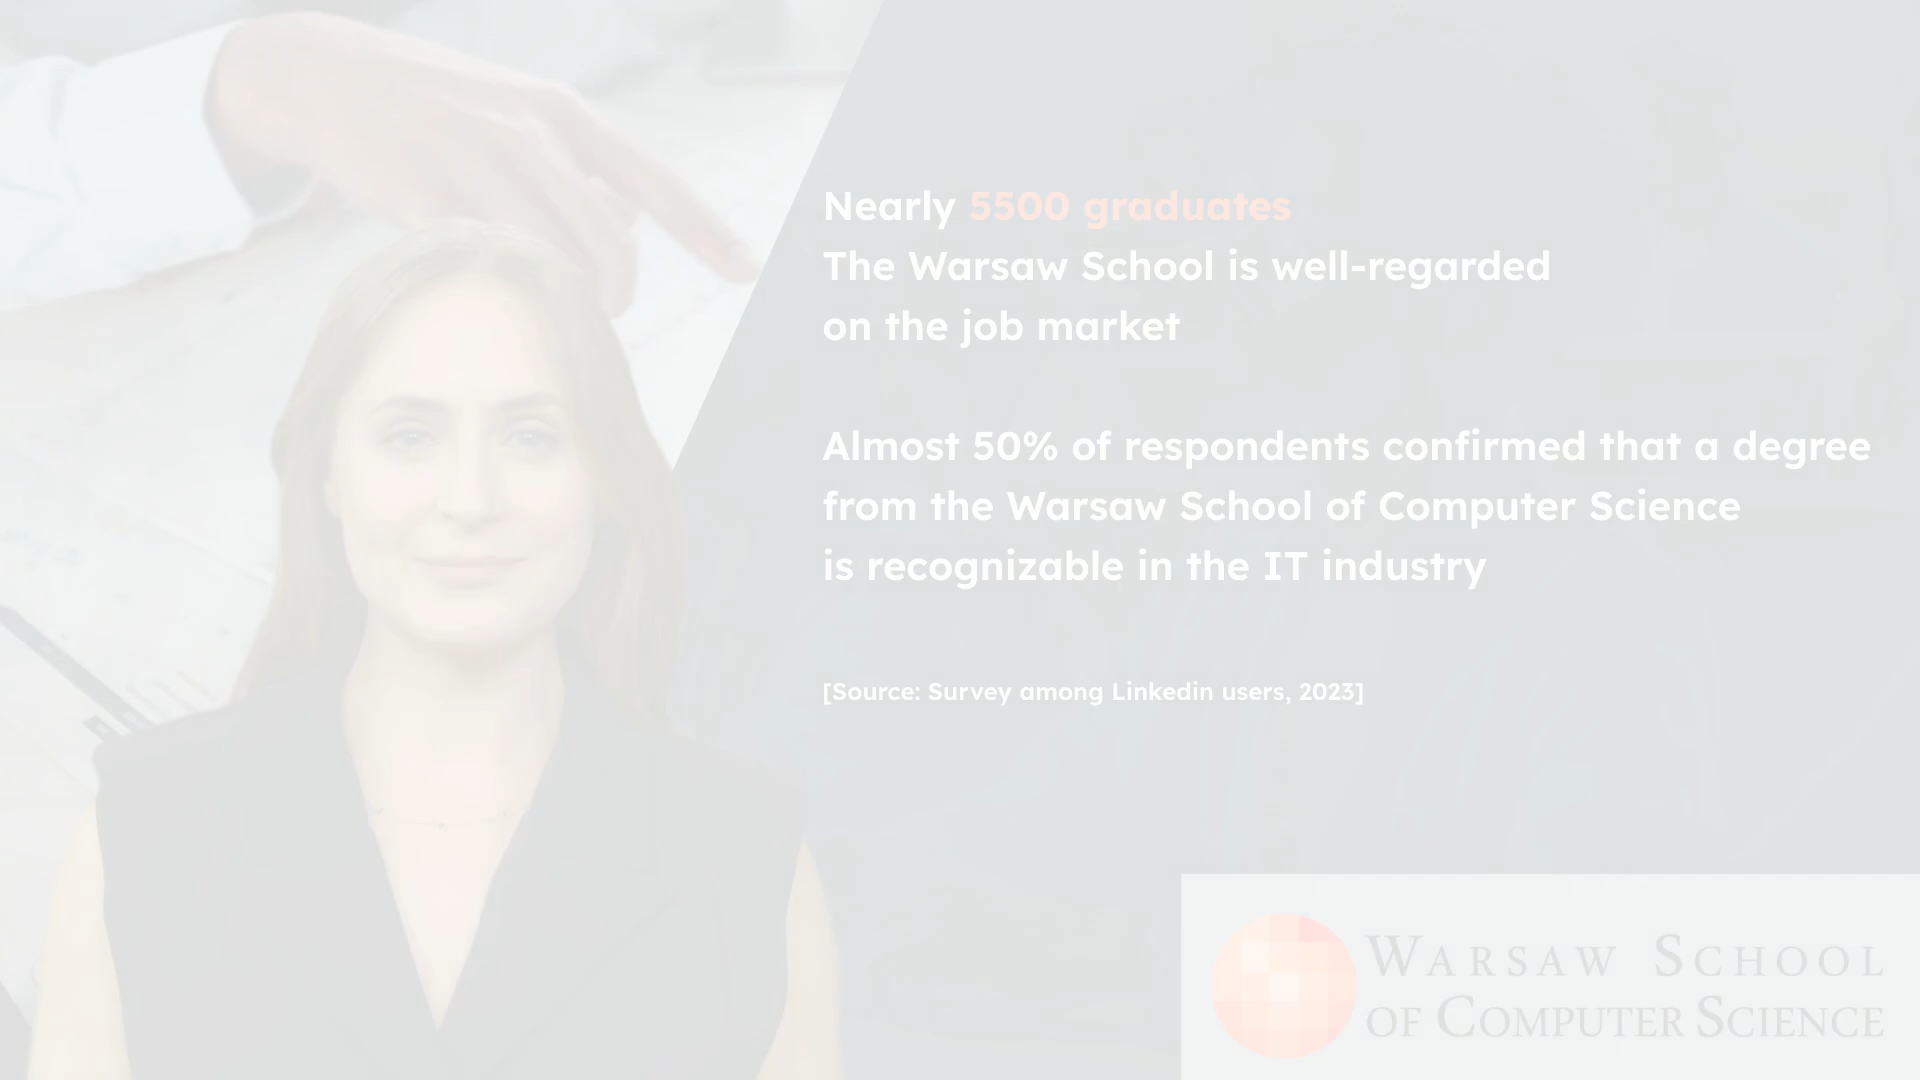 Nearly 5500 graduates
The Warsaw School is well-regarded
on the job market
Almost 50% of respondents confirmed that a degree
from the Warsaw School of Computer Science
is recognizable in the IT industry
[Source: Survey among Linkedin users, 2023]
WARSAW SCHOOL
OF COMPUTER SCIENCE